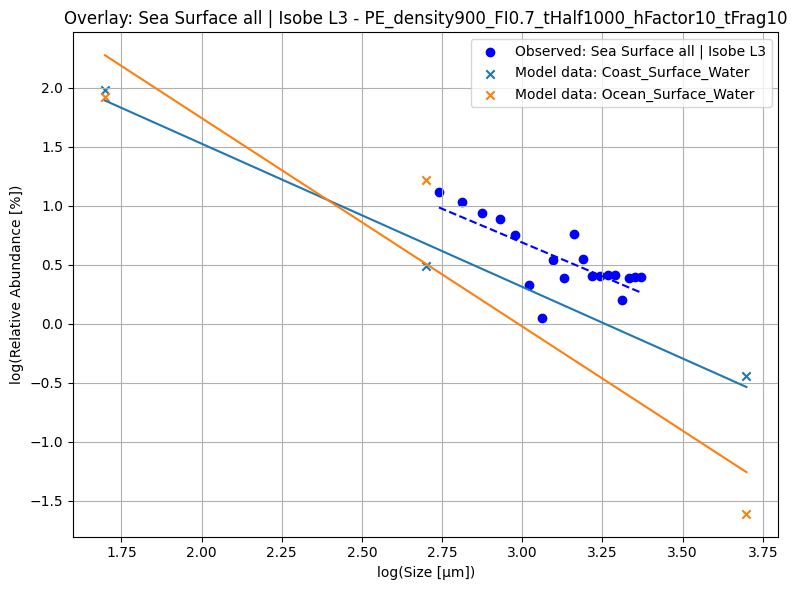 Overlay: Sea Surface all | Isobe L3 - PE_density900_FI0.7_tHalf1000_hFactor10_tFrag10
Observed: Sea Surface all | Isobe L3
Model data: Coast_Surface_Water
Model data: Ocean_Surface_Water
log(Relative Abundance [%])
2.0
1.5
1.0
0.5
0.0
−0.5
−1.0
−1.5
1.75
2.00
2.25
2.50
2.75
3.00
3.25
3.50
3.75
log(Size [μm])